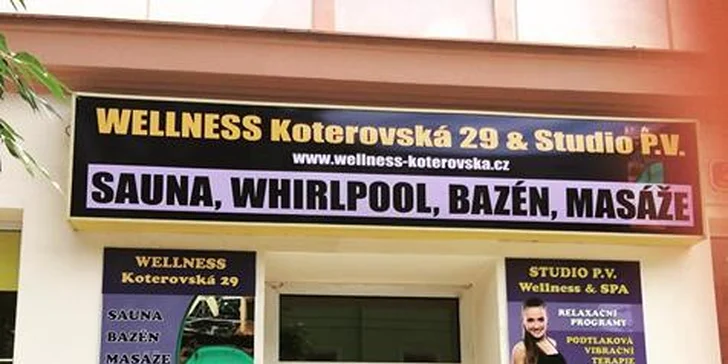 WELLNESS Koterovská 29 & Studio P.V.
www.wellness-koterovska.cz
SAUNA, WHIRLPOOL, BAZÉN, MASÁŽE
WELLNESS
Koterovská 29
SAUNA
BAZÉN
MASÁŽE
STUDIO P.V.
Wellness & SPA
RELAXAČNÍ
PROGRAMY
PODTLAKOVÁ
VIBRAČNÍ
TERAPIE